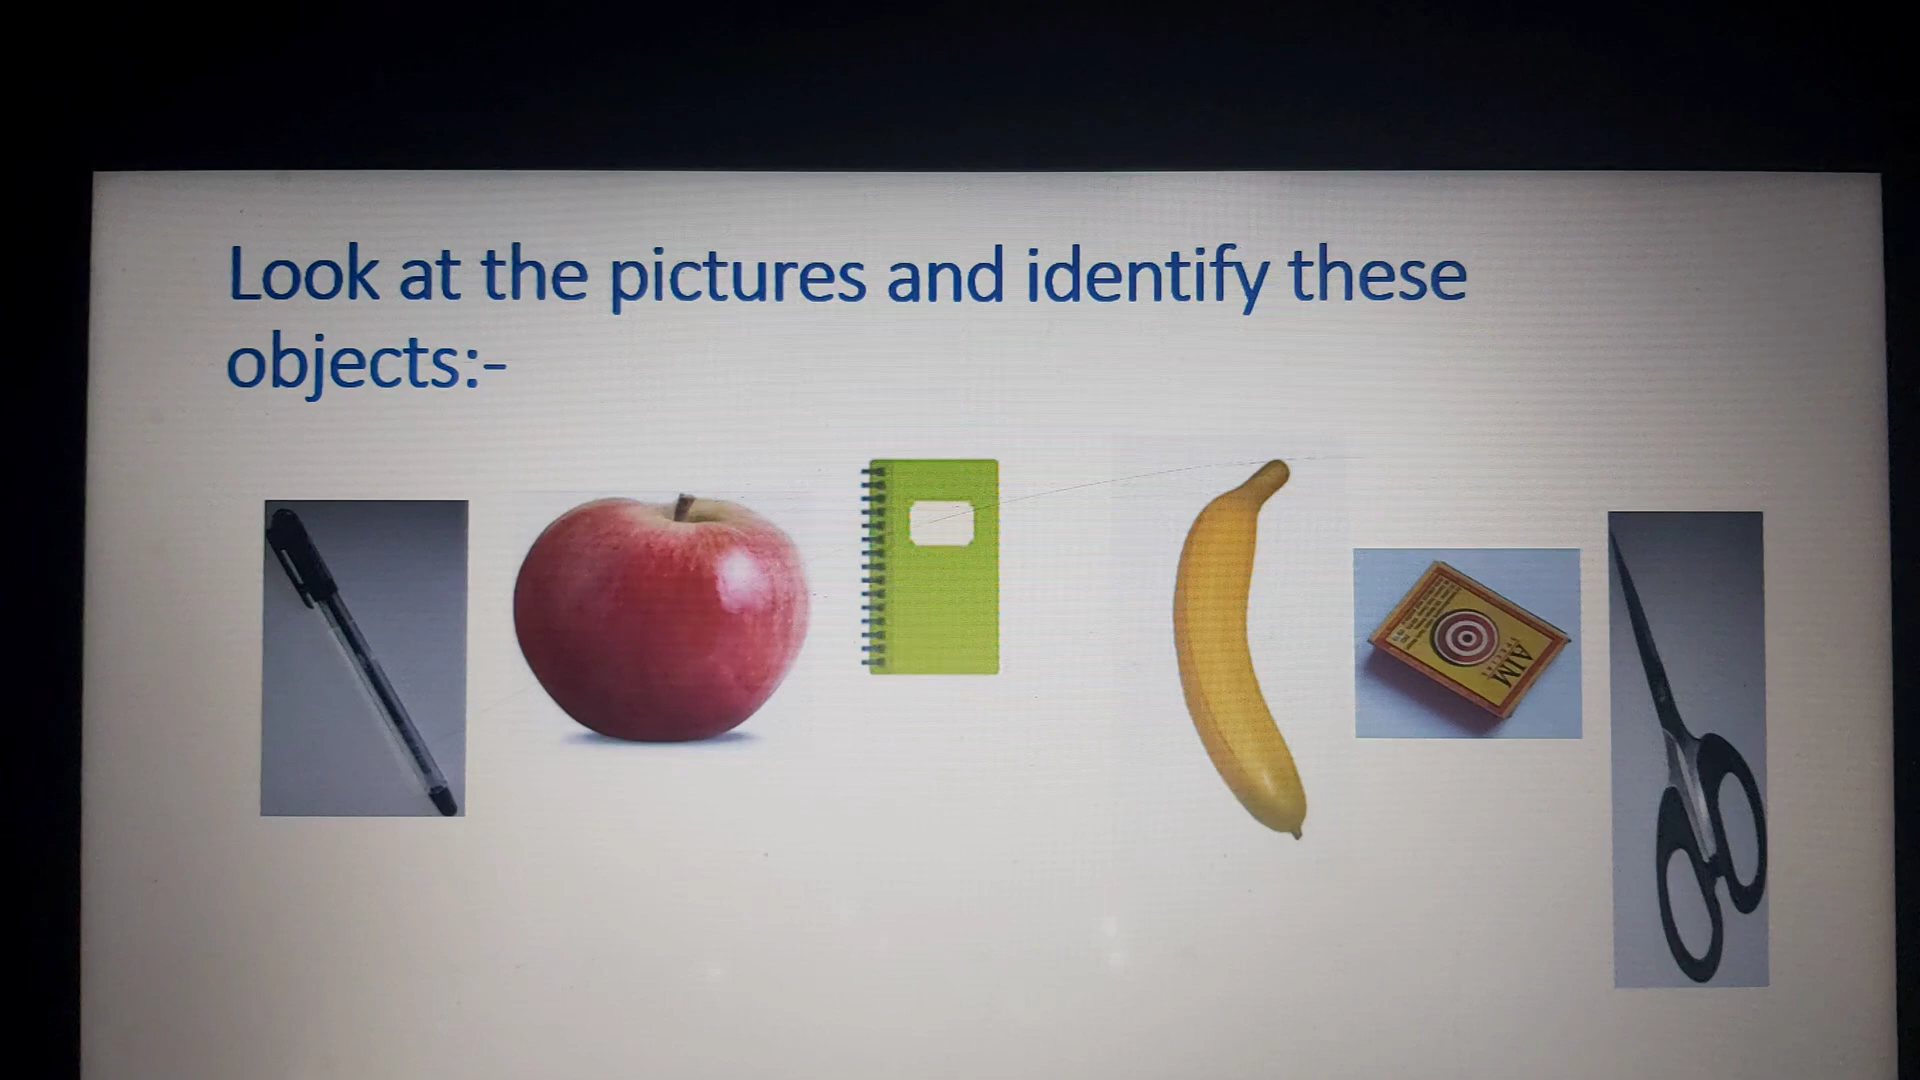 Look at the pictures and identify these
objects:-
AIM